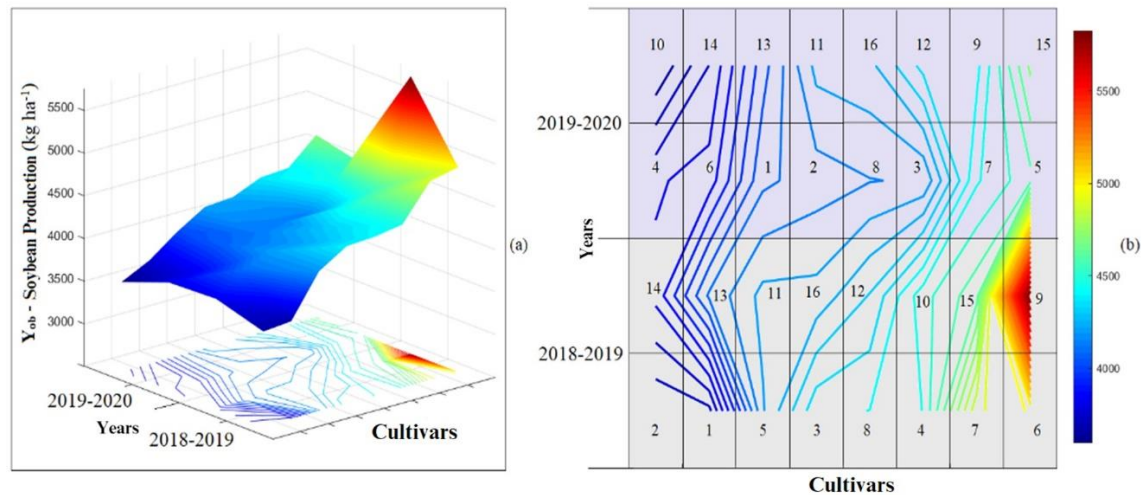 5500
5000
4500
4000
3500
3000
Y_ob - Soybean Production (kg ha⁻¹)
2019-2020
Years
2018-2019
Cultivars
(a)
10 14 13 11 16 12 9 15
2019-2020
4 6 1 2 8 3 7 5
Years
14 13 11 16 12 10 15 9
2018-2019
2 1 5 3 8 4 7 6
Cultivars
(b)
5500
5000
4500
4000